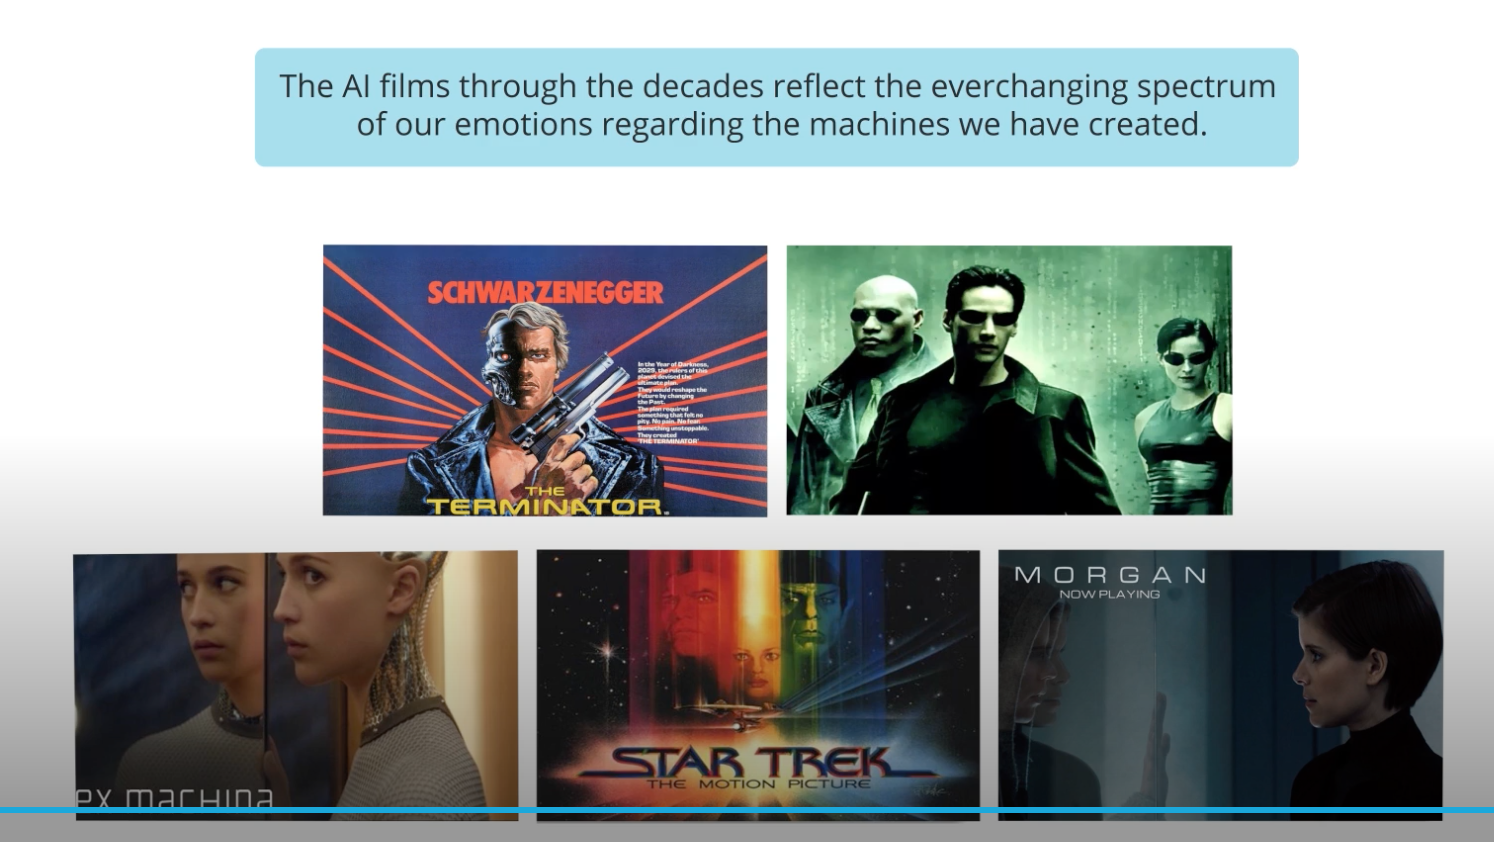 The AI films through the decades reflect the everchanging spectrum
of our emotions regarding the machines we have created.
SCHWARZENEGGER
In the Year of Darkness,
2029, the rulers of this
planet devised the
ultimate plan.
They would reshape the
Future by changing
the Past.
The plan required
something that felt no
pity. No pain. No fear.
Something unstoppable.
They created
'THE TERMINATOR'
THE
TERMINATOR.
ex machina
STAR TREK
THE MOTION PICTURE
MORGAN
NOW PLAYING